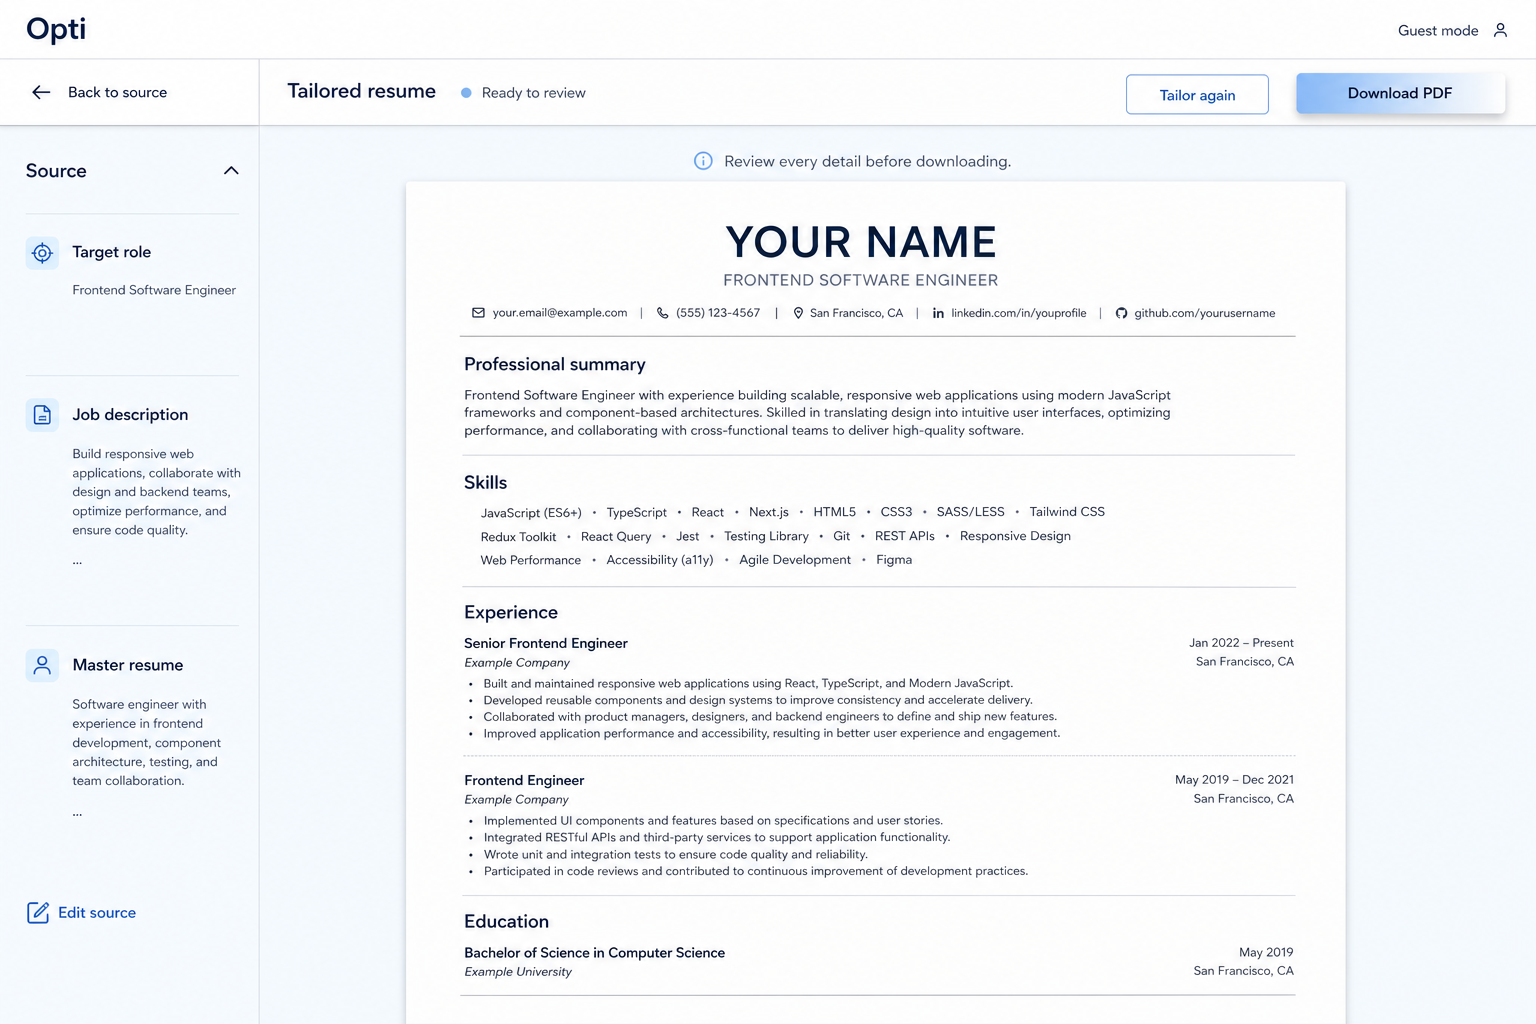 Opti
Guest mode
Back to source
Tailored resume
Ready to review
Tailor again
Download PDF
Source
Target role
Frontend Software Engineer
Job description
Build responsive web
applications, collaborate with
design and backend teams,
optimize performance, and
ensure code quality.
...
Master resume
Software engineer with
experience in frontend
development, component
architecture, testing, and
team collaboration.
...
Edit source
Review every detail before downloading.
YOUR NAME
FRONTEND SOFTWARE ENGINEER
your.email@example.com | (555) 123-4567 | San Francisco, CA | linkedin.com/in/youprofile | github.com/yourusername
Professional summary
Frontend Software Engineer with experience building scalable, responsive web applications using modern JavaScript
frameworks and component-based architectures. Skilled in translating design into intuitive user interfaces, optimizing
performance, and collaborating with cross-functional teams to deliver high-quality software.
Skills
JavaScript (ES6+) • TypeScript • React • Next.js • HTML5 • CSS3 • SASS/LESS • Tailwind CSS
Redux Toolkit • React Query • Jest • Testing Library • Git • REST APIs • Responsive Design
Web Performance • Accessibility (a11y) • Agile Development • Figma
Experience
Senior Frontend Engineer Jan 2022 – Present
Example Company San Francisco, CA
• Built and maintained responsive web applications using React, TypeScript, and Modern JavaScript.
• Developed reusable components and design systems to improve consistency and accelerate delivery.
• Collaborated with product managers, designers, and backend engineers to define and ship new features.
• Improved application performance and accessibility, resulting in better user experience and engagement.
Frontend Engineer May 2019 – Dec 2021
Example Company San Francisco, CA
• Implemented UI components and features based on specifications and user stories.
• Integrated RESTful APIs and third-party services to support application functionality.
• Wrote unit and integration tests to ensure code quality and reliability.
• Participated in code reviews and contributed to continuous improvement of development practices.
Education
Bachelor of Science in Computer Science May 2019
Example University San Francisco, CA